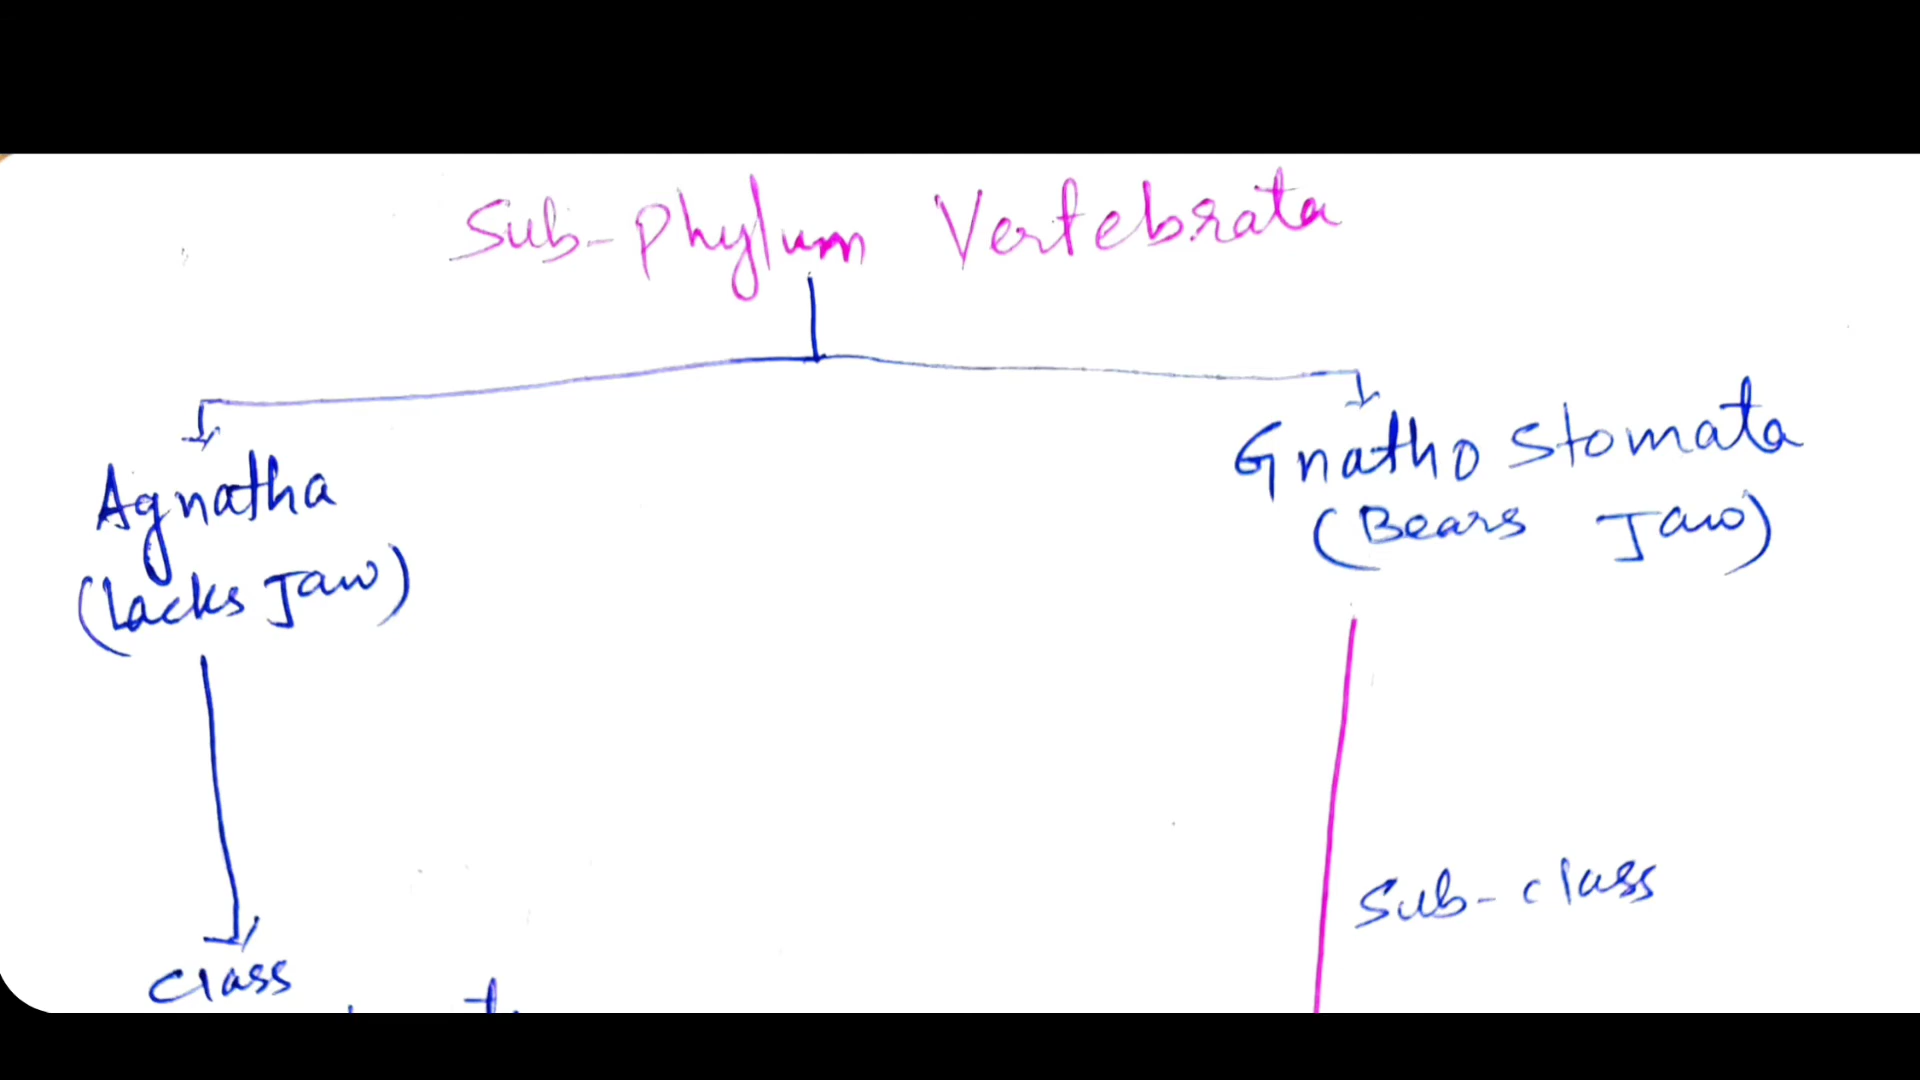 Sub-Phylum Vertebrata
Agnatha
(Lacks Jaw)
Gnatho stomata
(Bears Jaw)
Sub-class
Class